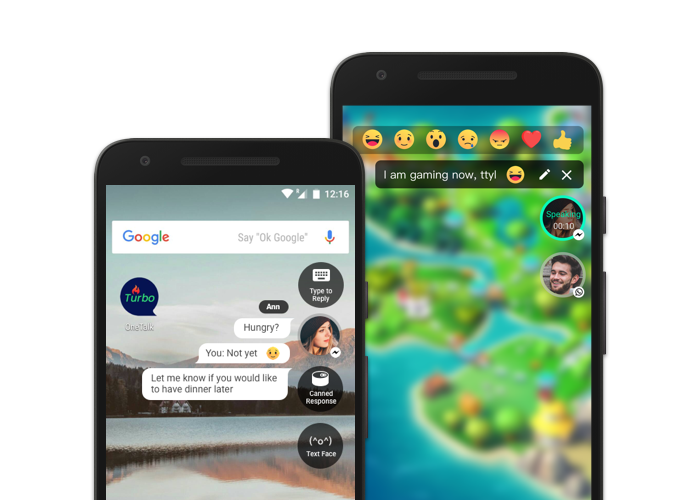 12:16
Google
Say "Ok Google"
Turbo
OneTalk
Type to
Reply
Ann
Hungry?
You: Not yet 😉
Let me know if you would like
to have dinner later
Canned
Response
(^o^)
Text Face
I am gaming now, ttyl 😆
Speaking
00:10